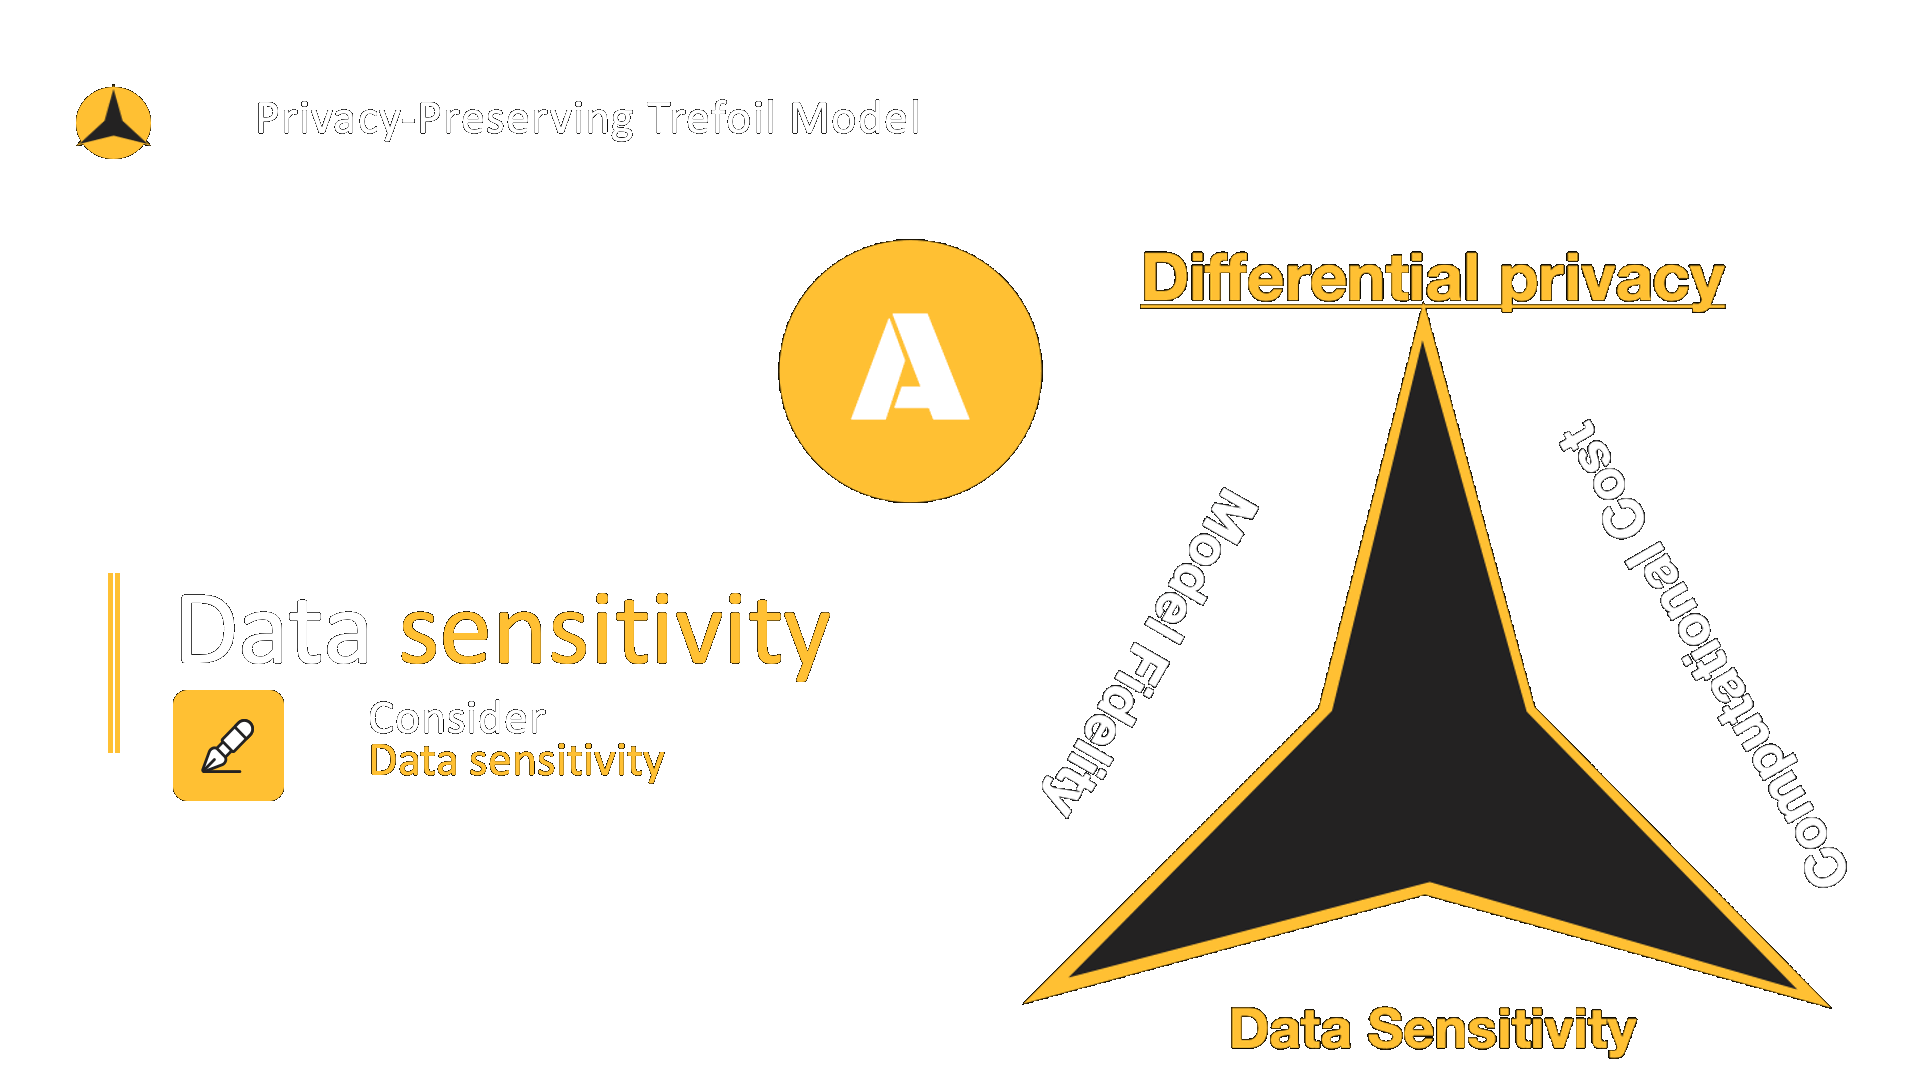 Privacy-Preserving Trefoil Model
A
Differential privacy
Model Fidelity
Computational Cost
Data sensitivity
Consider
Data sensitivity
Data Sensitivity